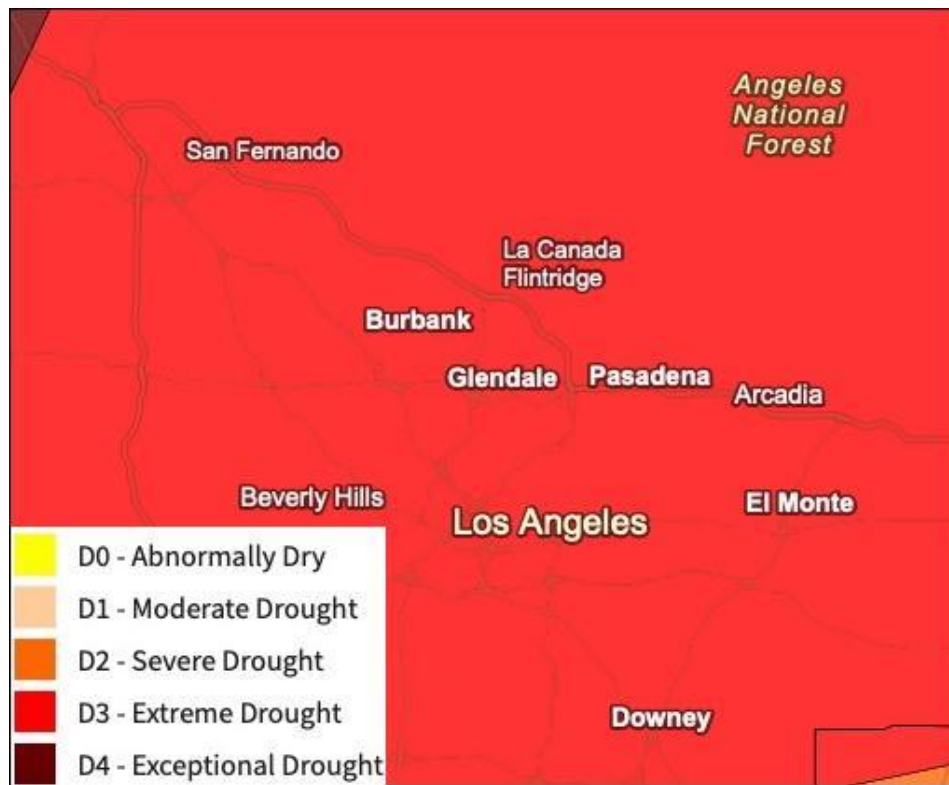 Angeles
National
Forest
San Fernando
La Canada
Flintridge
Burbank
Glendale
Pasadena
Arcadia
Beverly Hills
Los Angeles
El Monte
D0 - Abnormally Dry
D1 - Moderate Drought
D2 - Severe Drought
D3 - Extreme Drought
Downey
D4 - Exceptional Drought